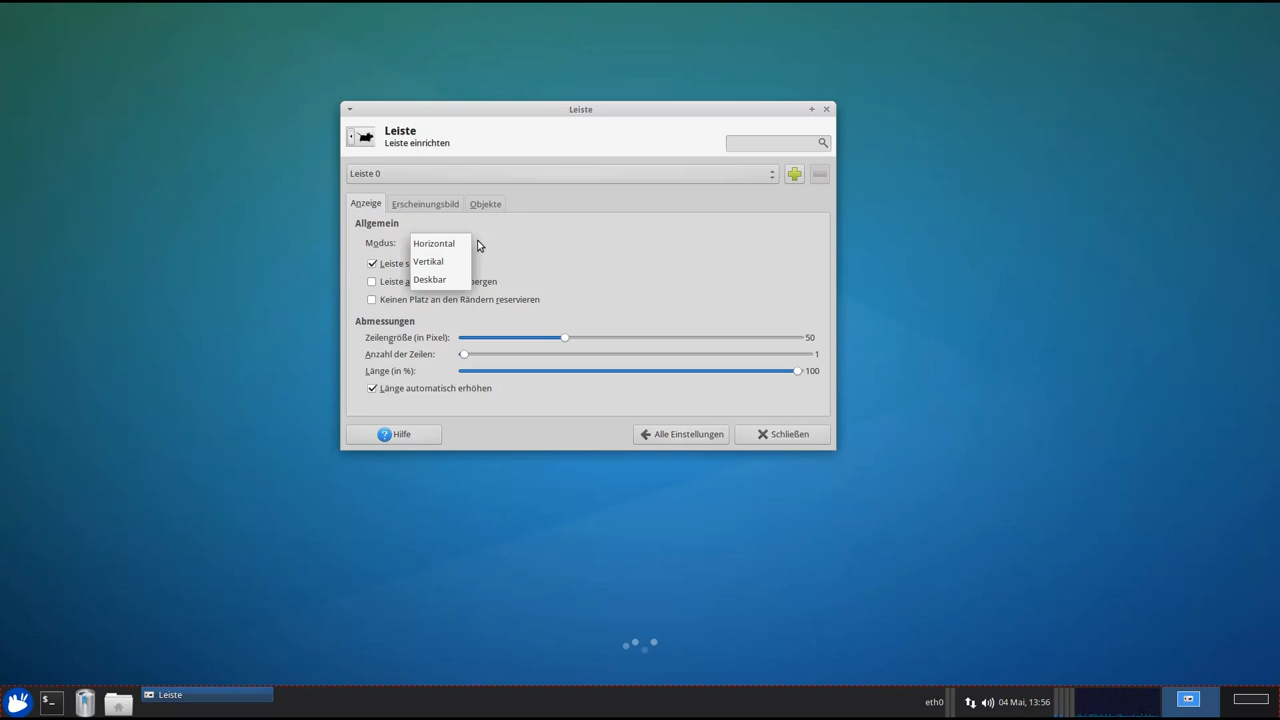 Leiste
Leiste
Leiste einrichten
Leiste 0
Anzeige
Erscheinungsbild
Objekte
Allgemein
Modus:
Horizontal
Leiste s
Vertikal
Leiste a
Deskbar
ergen
Keinen Platz an den Rändern reservieren
Abmessungen
Zeilengröße (in Pixel): 50
Anzahl der Zeilen: 1
Länge (in %): 100
Länge automatisch erhöhen
? Hilfe
Alle Einstellungen
Schließen
$_
Leiste
eth0
04 Mai, 13:56